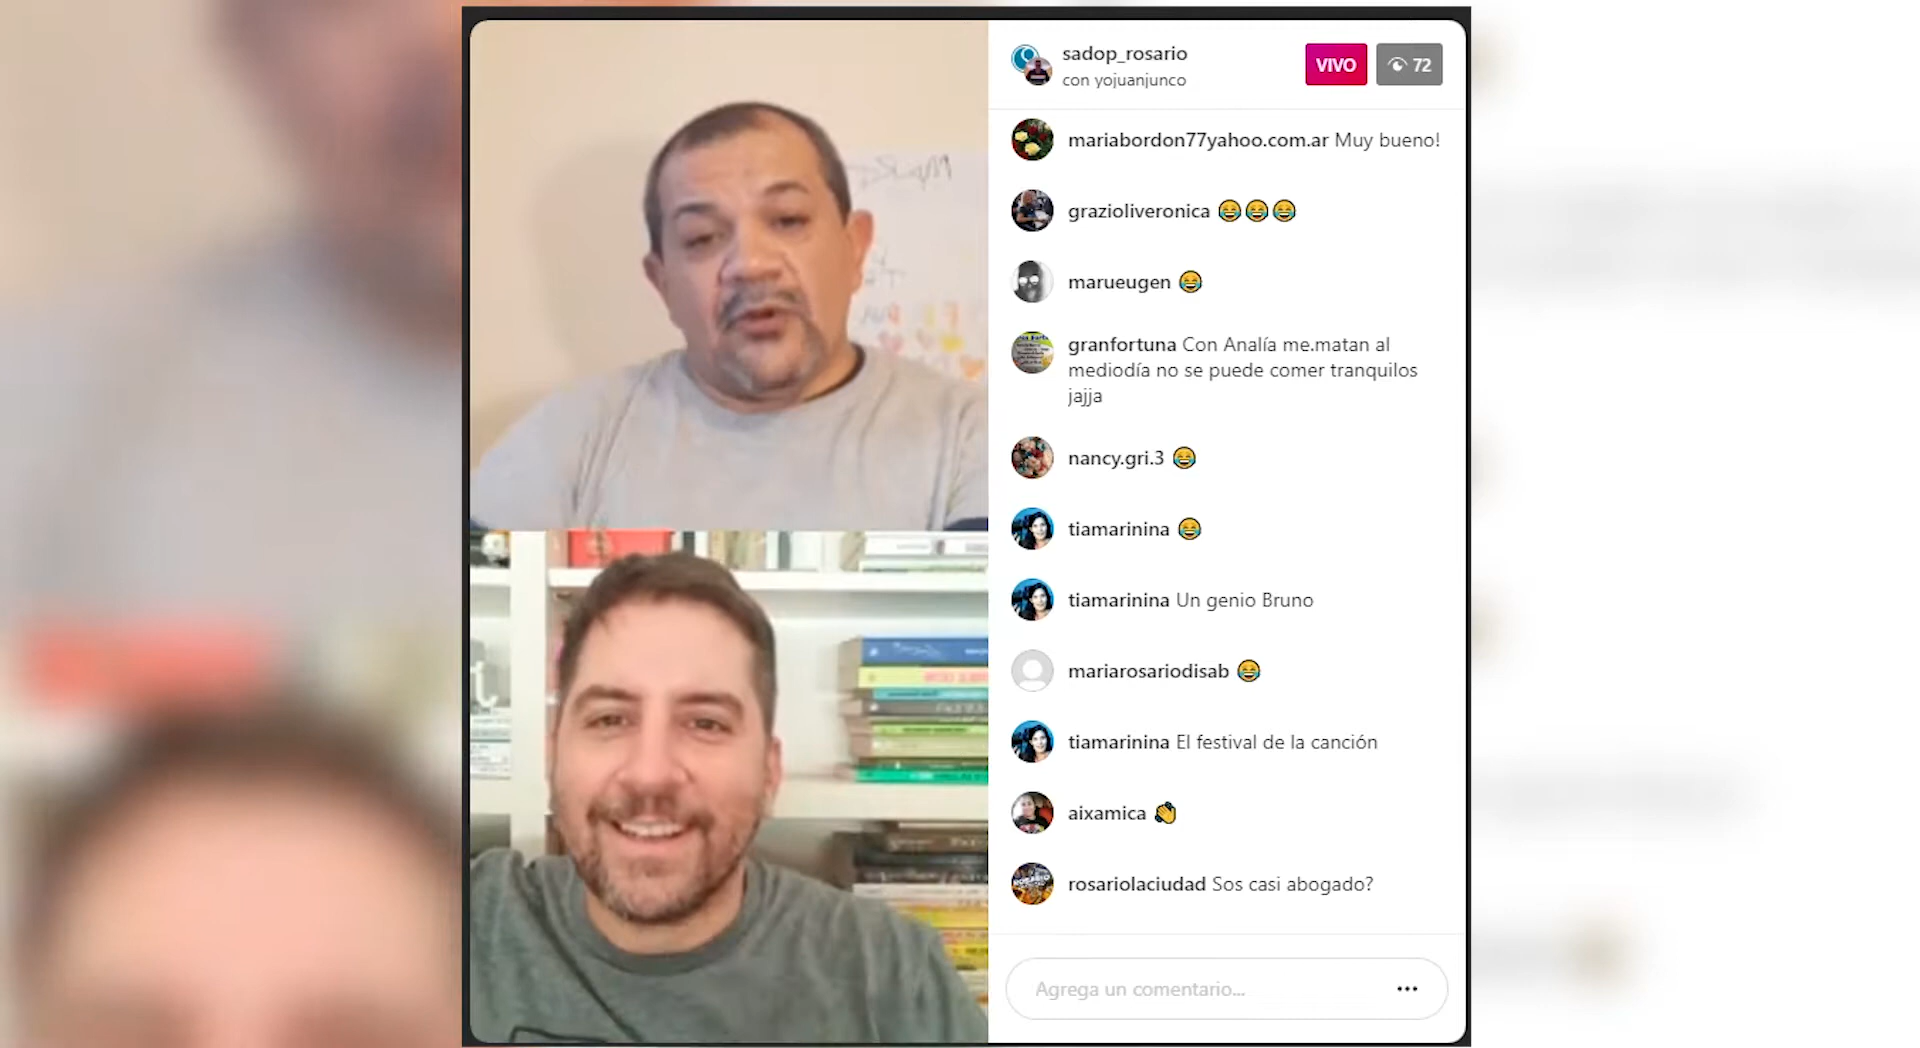 sadop_rosario
con yojuanjunco
VIVO
72
mariabordon77yahoo.com.ar Muy bueno!
grazioliveronica 😂😂😂
marueugen 😂
granfortuna Con Analía me.matan al
mediodía no se puede comer tranquilos
jajja
nancy.gri.3 😂
tiamarinina 😂
tiamarinina Un genio Bruno
mariarosariodisab 😂
tiamarinina El festival de la canción
aixamica 👏
rosariolaciudad Sos casi abogado?
Agrega un comentario...